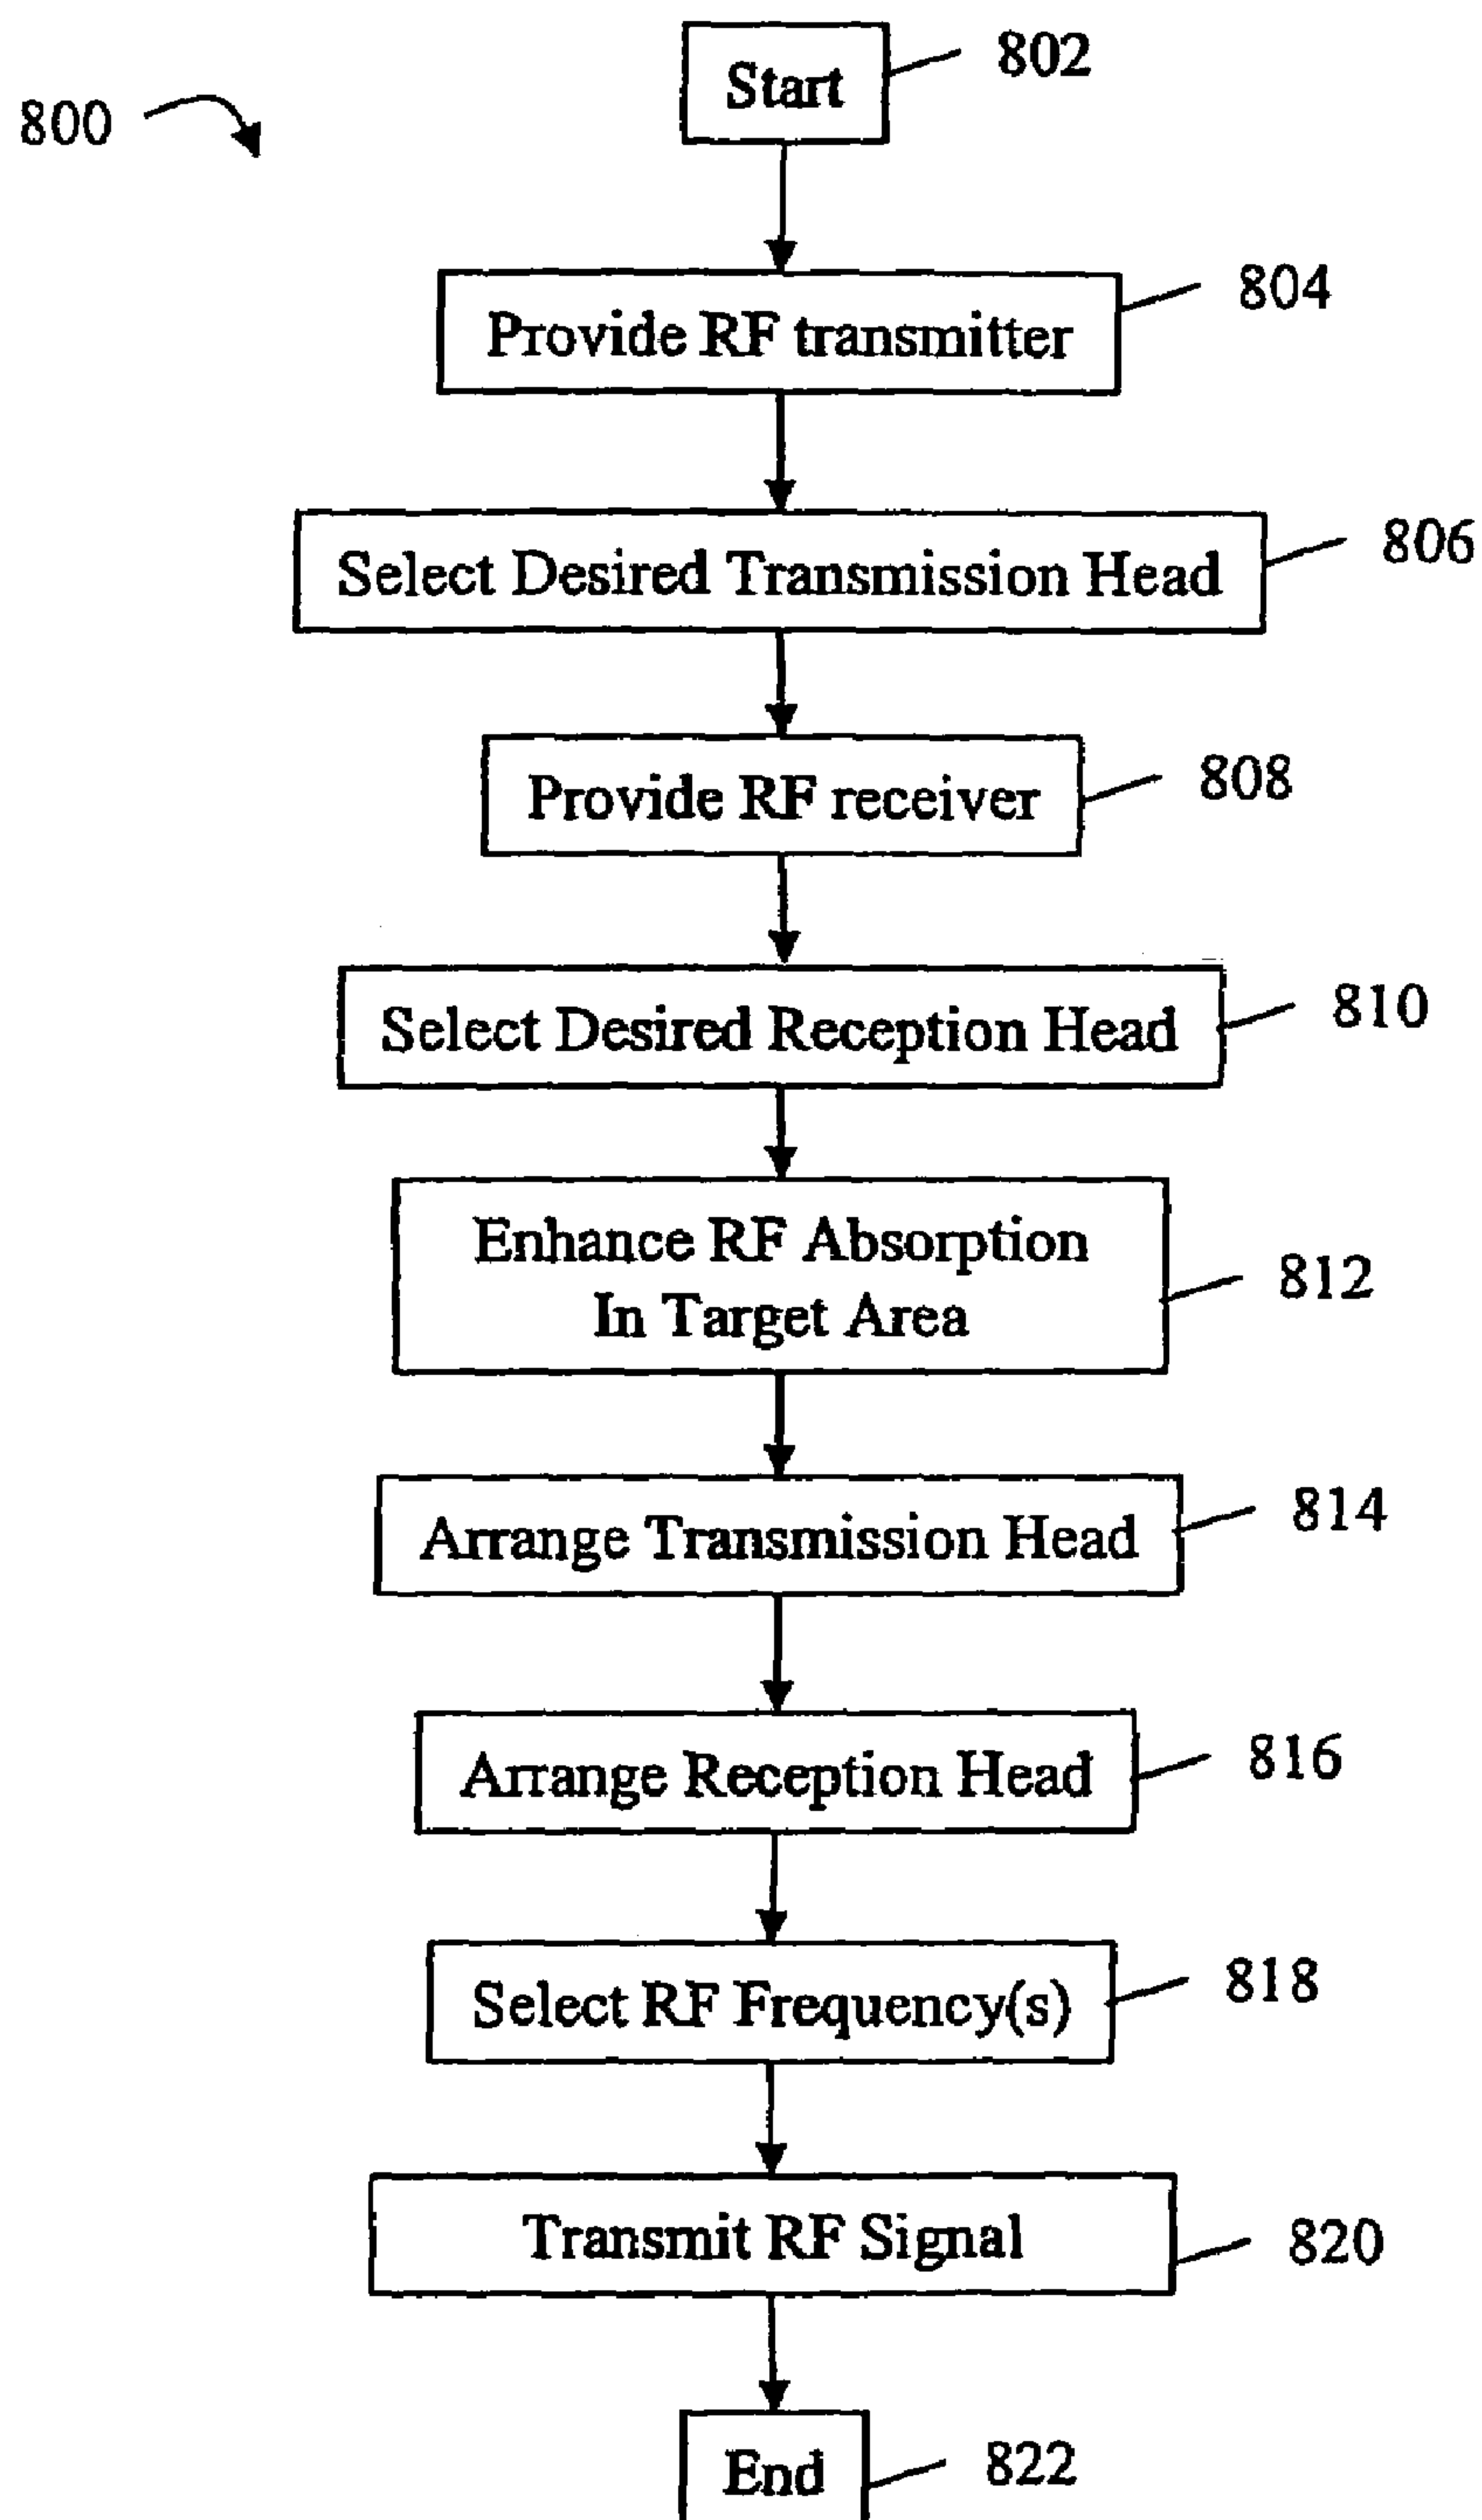 800
Start
802
Provide RF transmitter
804
Select Desired Transmission Head
806
Provide RF receiver
808
Select Desired Reception Head
810
Enhance RF Absorption
In Target Area
812
Arrange Transmission Head
814
Arrange Reception Head
816
Select RF Frequency(s)
818
Transmit RF Signal
820
End
822